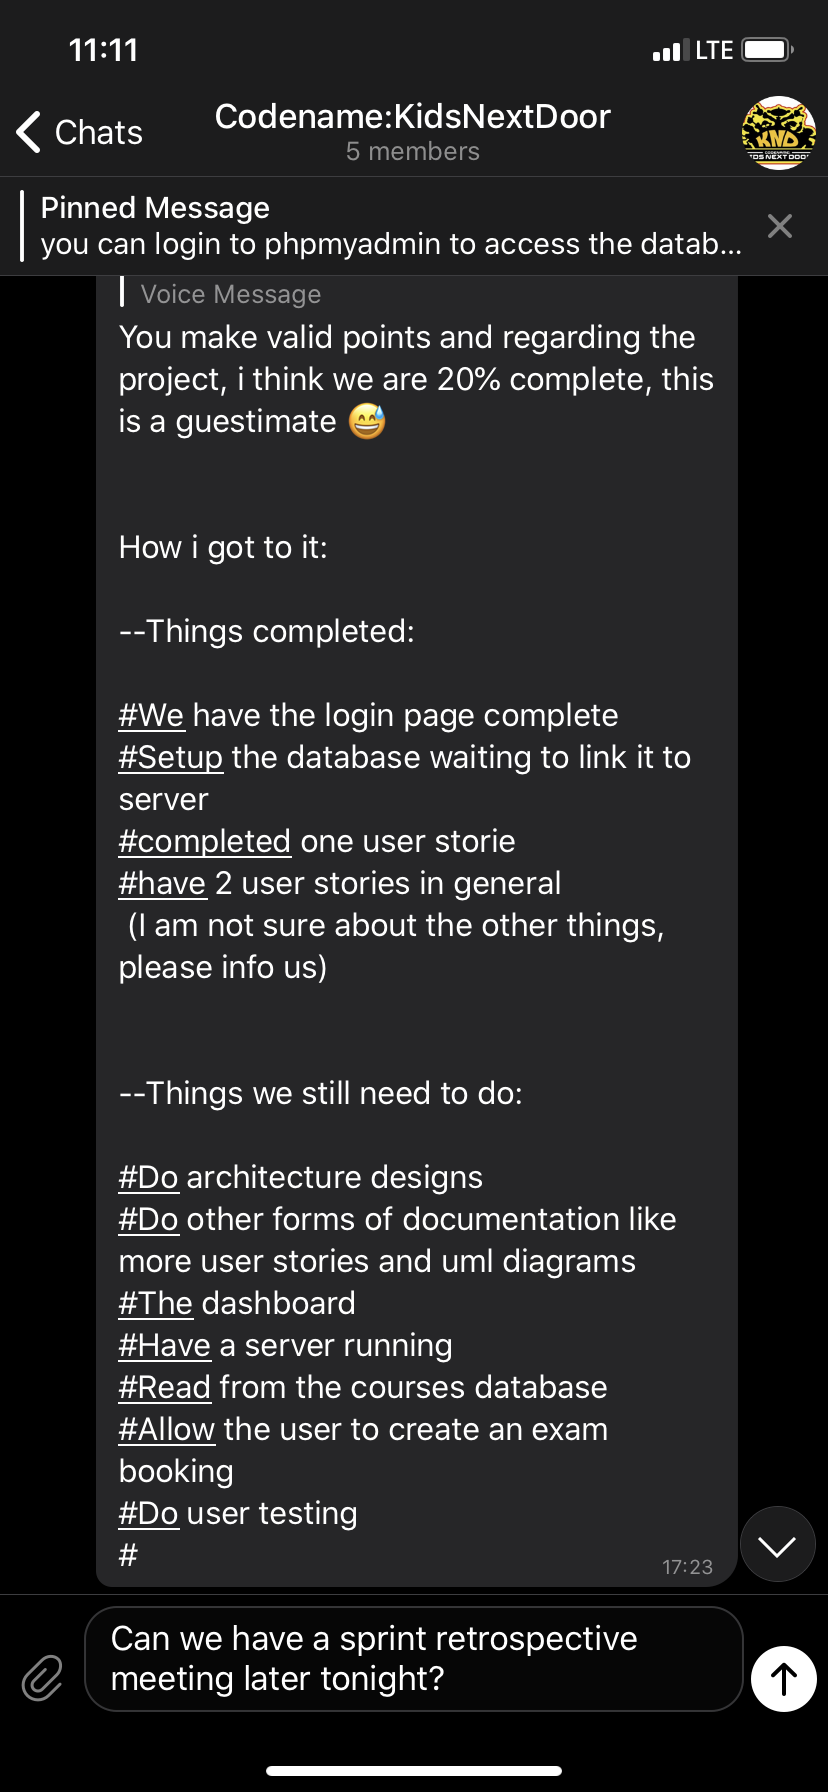 11:11
LTE
Chats
Codename:KidsNextDoor
5 members
KND
Pinned Message
you can login to phpmyadmin to access the datab...
Voice Message
You make valid points and regarding the
project, i think we are 20% complete, this
is a guestimate 😅
How i got to it:
--Things completed:
#We have the login page complete
#Setup the database waiting to link it to
server
#completed one user storie
#have 2 user stories in general
(I am not sure about the other things,
please info us)
--Things we still need to do:
#Do architecture designs
#Do other forms of documentation like
more user stories and uml diagrams
#The dashboard
#Have a server running
#Read from the courses database
#Allow the user to create an exam
booking
#Do user testing
#
17:23
Can we have a sprint retrospective
meeting later tonight?